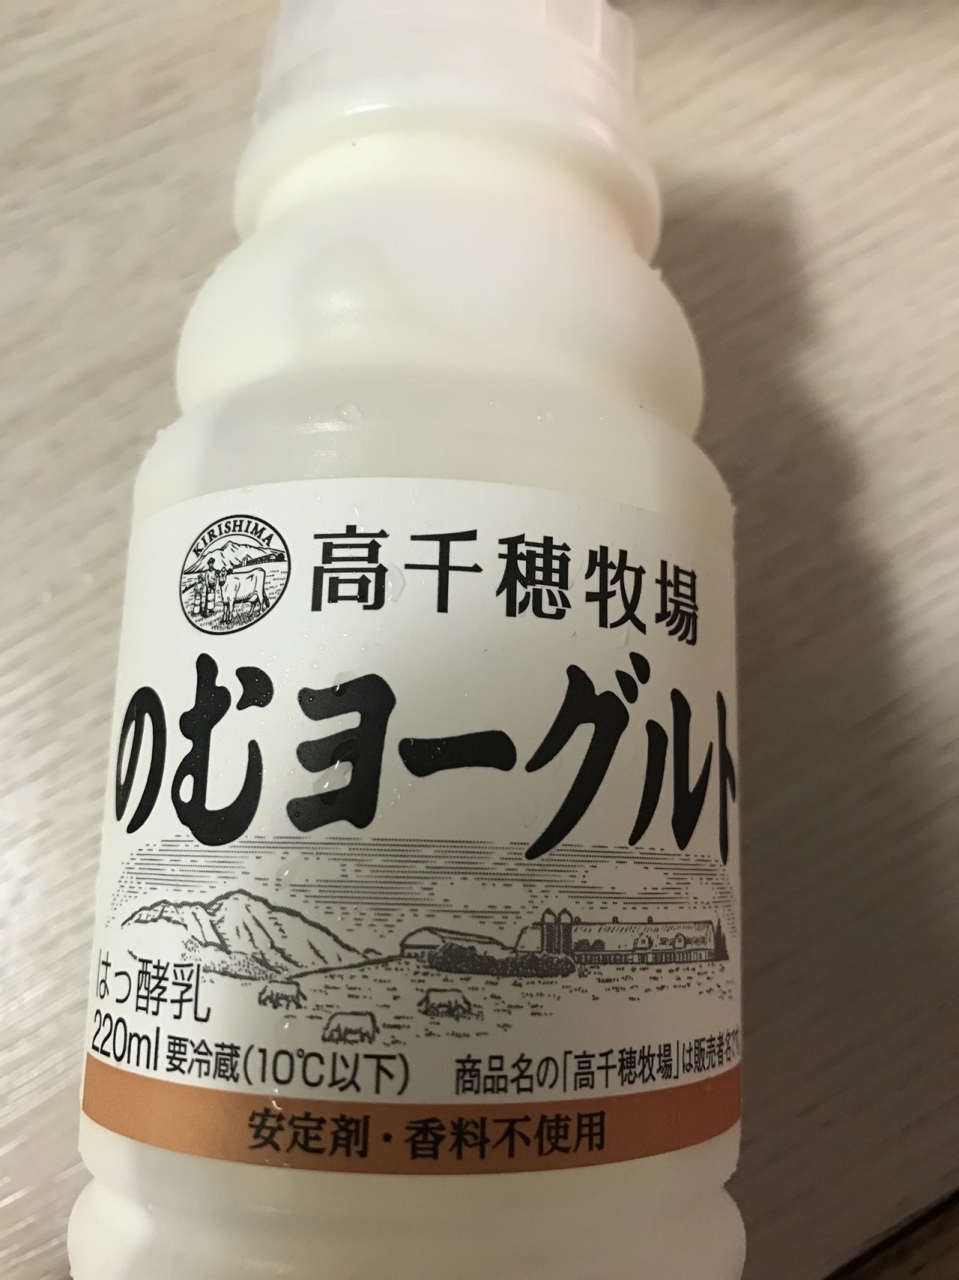 KIRISHIMA
高千穂牧場
のむヨーグルト
はっ酵乳
220ml 要冷蔵(10℃以下)
商品名の「高千穂牧場」は販売者名で
安定剤・香料不使用